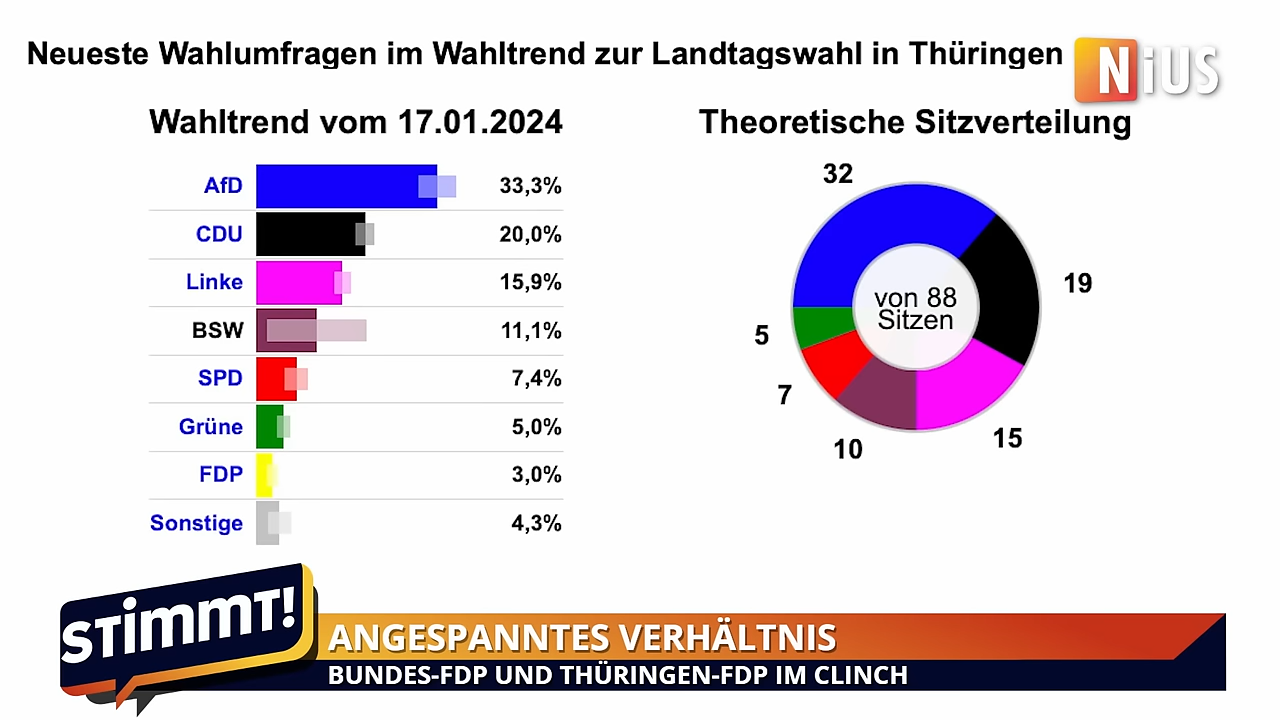 Neueste Wahlumfragen im Wahltrend zur Landtagswahl in Thüringen
NiUS
Wahltrend vom 17.01.2024
AfD 33,3%
CDU 20,0%
Linke 15,9%
BSW 11,1%
SPD 7,4%
Grüne 5,0%
FDP 3,0%
Sonstige 4,3%
Theoretische Sitzverteilung
32
19
15
10
7
5
von 88
Sitzen
STimmT!
ANGESPANNTES VERHÄLTNIS
BUNDES-FDP UND THÜRINGEN-FDP IM CLINCH